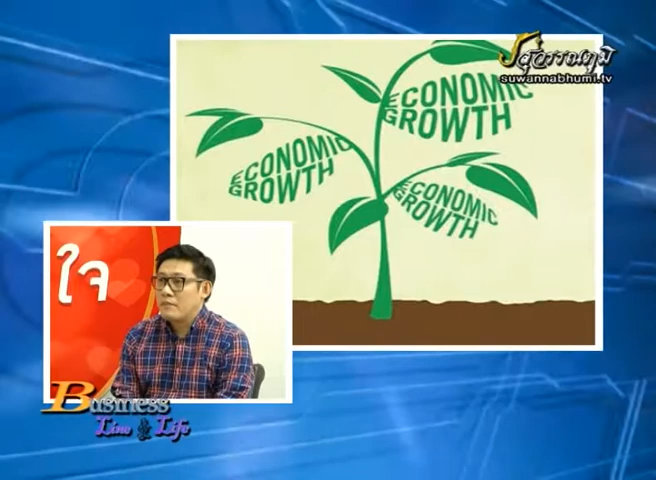 สุวรรณภูมิ
suwannabhumi.tv
ECONOMIC
GROWTH
ECONOMIC
GROWTH
ECONOMIC
GROWTH
ใจ
Business
Line & Life